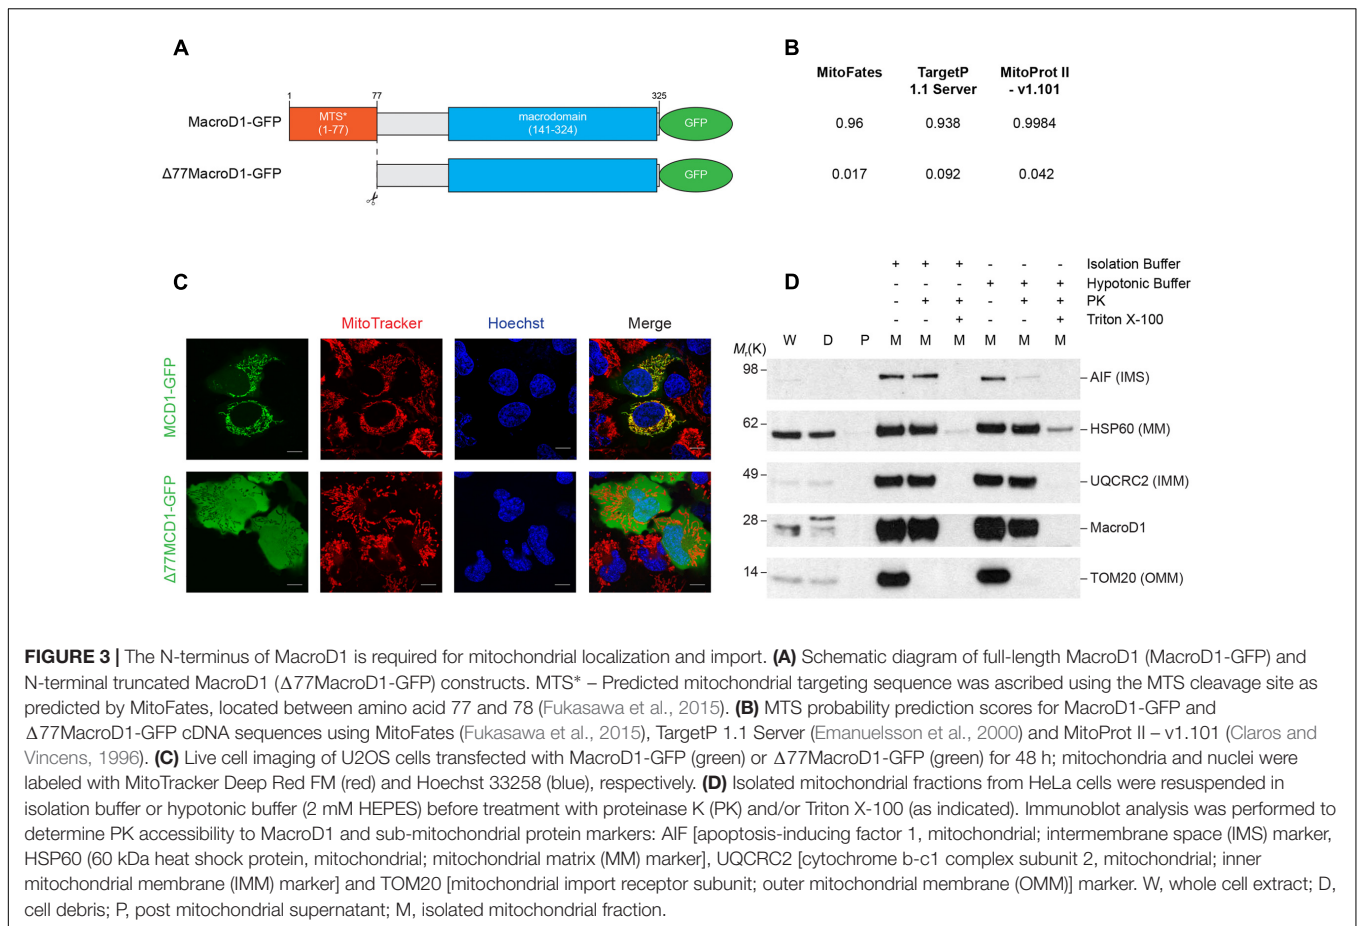 (A)
1 77 325
MacroD1-GFP
MTS*
(1-77)
macrodomain
(141-324)
GFP
Δ77MacroD1-GFP
GFP
(B)
MitoFates TargetP 1.1 Server MitoProt II - v1.101
0.96 0.938 0.9984
0.017 0.092 0.042
(C)
MitoTracker Hoechst Merge
MCD1-GFP
Δ77MCD1-GFP
(D)
+ + + - - - Isolation Buffer
- - - + + + Hypotonic Buffer
- + + - + + PK
- - + - - + Triton X-100
W D P M M M M M M
Mr(K)
98 AIF (IMS)
62 HSP60 (MM)
49 UQCRC2 (IMM)
28 MacroD1
14 TOM20 (OMM)
FIGURE 3 | The N-terminus of MacroD1 is required for mitochondrial localization and import. (A) Schematic diagram of full-length MacroD1 (MacroD1-GFP) and
N-terminal truncated MacroD1 (Δ77MacroD1-GFP) constructs. MTS* – Predicted mitochondrial targeting sequence was ascribed using the MTS cleavage site as
predicted by MitoFates, located between amino acid 77 and 78 (Fukasawa et al., 2015). (B) MTS probability prediction scores for MacroD1-GFP and
Δ77MacroD1-GFP cDNA sequences using MitoFates (Fukasawa et al., 2015), TargetP 1.1 Server (Emanuelsson et al., 2000) and MitoProt II – v1.101 (Claros and
Vincens, 1996). (C) Live cell imaging of U2OS cells transfected with MacroD1-GFP (green) or Δ77MacroD1-GFP (green) for 48 h; mitochondria and nuclei were
labeled with MitoTracker Deep Red FM (red) and Hoechst 33258 (blue), respectively. (D) Isolated mitochondrial fractions from HeLa cells were resuspended in
isolation buffer or hypotonic buffer (2 mM HEPES) before treatment with proteinase K (PK) and/or Triton X-100 (as indicated). Immunoblot analysis was performed to
determine PK accessibility to MacroD1 and sub-mitochondrial protein markers: AIF [apoptosis-inducing factor 1, mitochondrial; intermembrane space (IMS) marker,
HSP60 (60 kDa heat shock protein, mitochondrial; mitochondrial matrix (MM) marker], UQCRC2 [cytochrome b-c1 complex subunit 2, mitochondrial; inner
mitochondrial membrane (IMM) marker] and TOM20 [mitochondrial import receptor subunit; outer mitochondrial membrane (OMM)] marker. W, whole cell extract; D,
cell debris; P, post mitochondrial supernatant; M, isolated mitochondrial fraction.